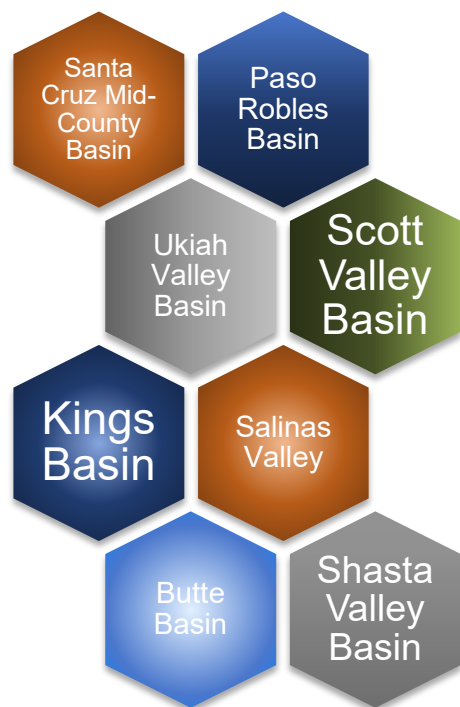 Santa
Cruz Mid-
County
Basin
Paso
Robles
Basin
Ukiah
Valley
Basin
Scott
Valley
Basin
Kings
Basin
Salinas
Valley
Butte
Basin
Shasta
Valley
Basin